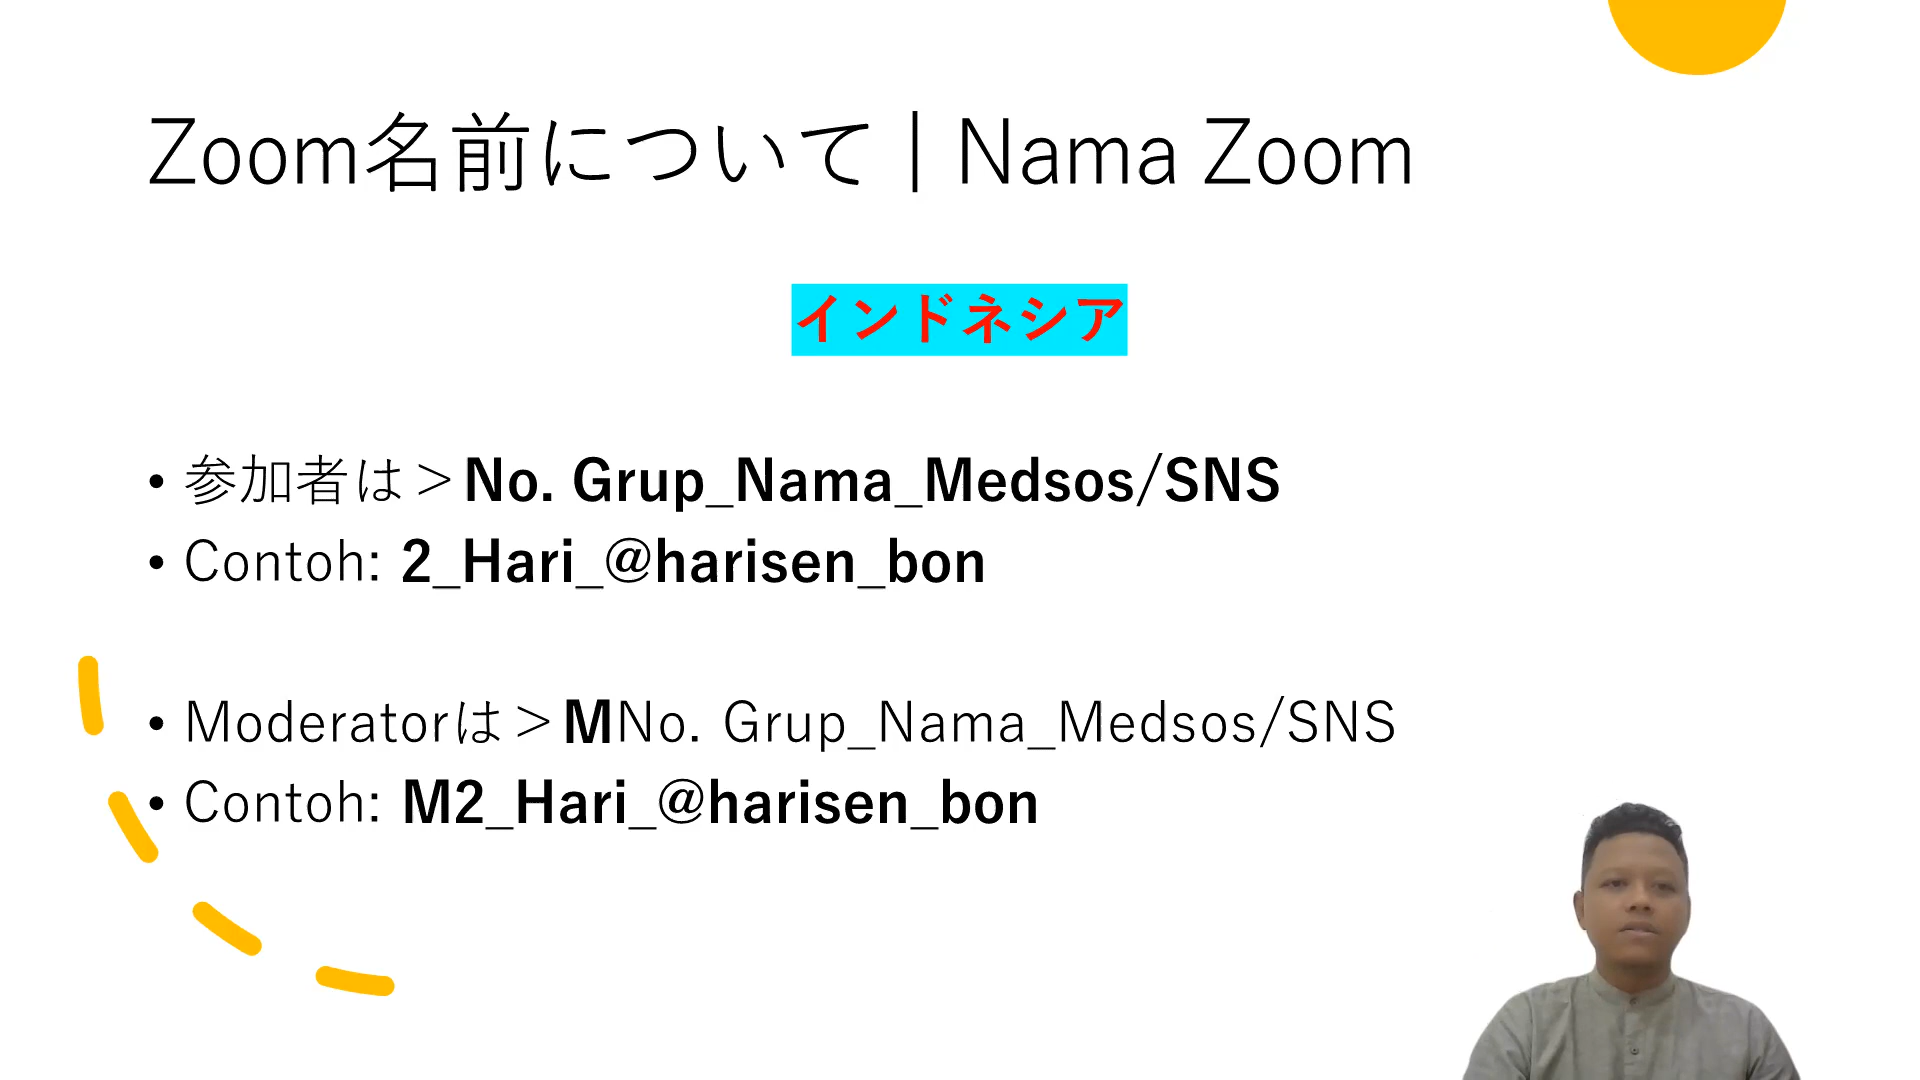 Zoom名前について｜Nama Zoom
インドネシア
• 参加者は＞No. Grup_Nama_Medsos/SNS
• Contoh: 2_Hari_@harisen_bon
• Moderatorは＞MNo. Grup_Nama_Medsos/SNS
• Contoh: M2_Hari_@harisen_bon